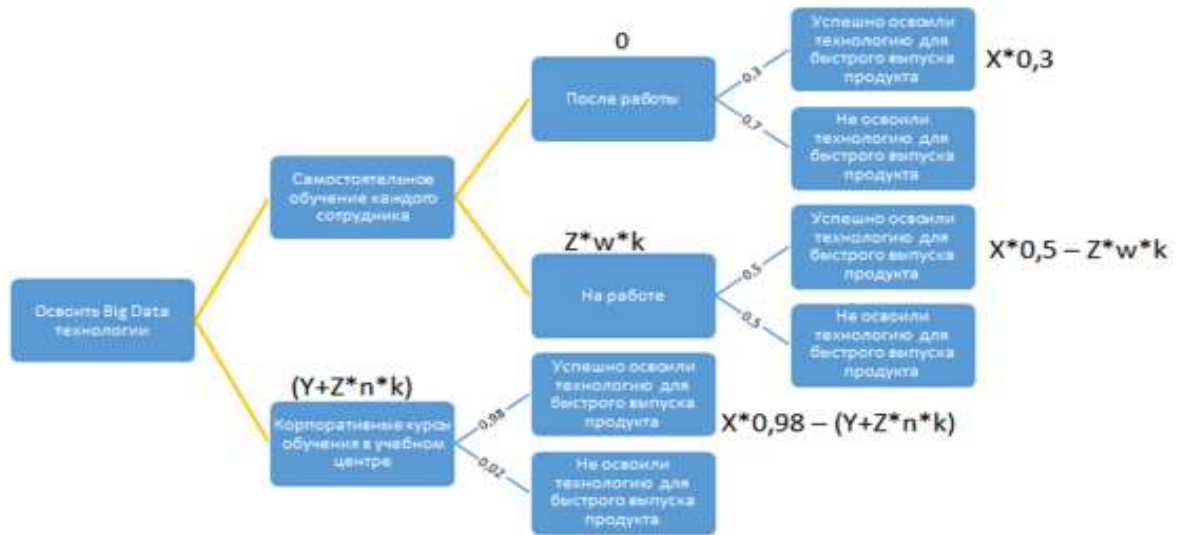 Освоить Big Data
технологии
Самостоятельное
обучение каждого
сотрудника
0
После работы
0,3
Успешно освоили
технологию для
быстрого выпуска
продукта
X*0,3
0,7
Не освоили
технологию для
быстрого выпуска
продукта
Z*w*k
На работе
0,5
Успешно освоили
технологию для
быстрого выпуска
продукта
X*0,5 – Z*w*k
0,5
Не освоили
технологию для
быстрого выпуска
продукта
(Y+Z*n*k)
Корпоративные курсы
обучения в учебном
центре
0,98
Успешно освоили
технологию для
быстрого выпуска
продукта
X*0,98 – (Y+Z*n*k)
0,02
Не освоили
технологию для
быстрого выпуска
продукта